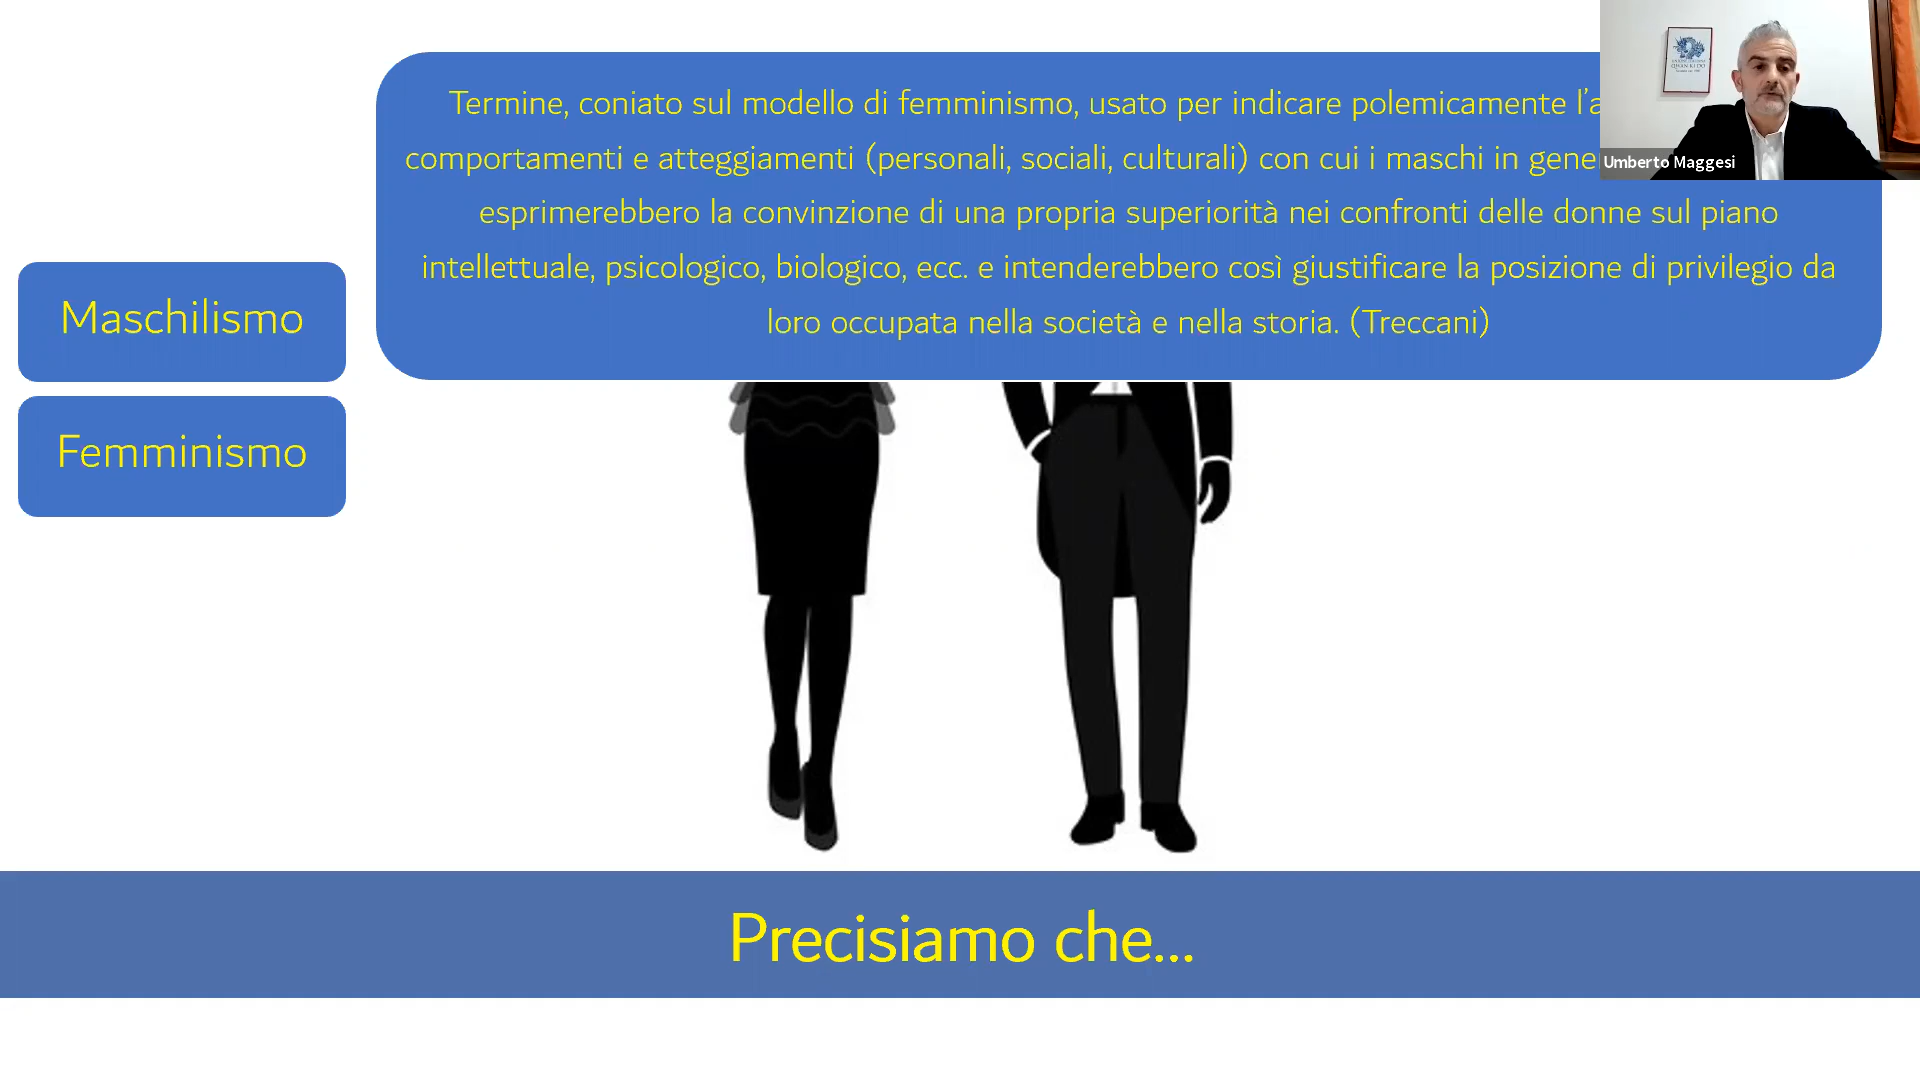 Termine, coniato sul modello di femminismo, usato per indicare polemicamente
comportamenti e atteggiamenti (personali, sociali, culturali) con cui i maschi in
esprimerebbero la convinzione di una propria superiorità nei confronti delle donne sul piano
intellettuale, psicologico, biologico, ecc. e intenderebbero così giustificare la posizione di privilegio da
loro occupata nella società e nella storia. (Treccani)
QWAN KI DO
Umberto Maggesi
Maschilismo
Femminismo
Precisiamo che...